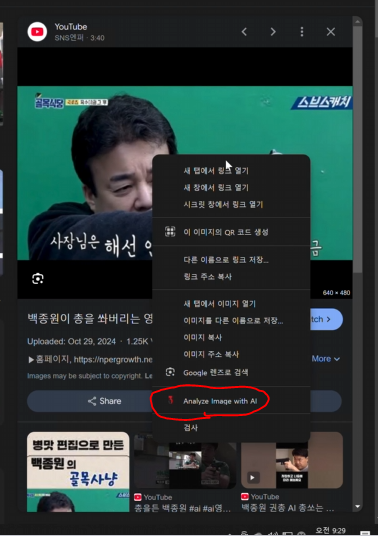 YouTube
SNS엔퍼 · 3:40
골목식당
스브스캐치
새 탭에서 링크 열기
새 창에서 링크 열기
시크릿 창에서 링크 열기
이 이미지의 QR 코드 생성
사장님은 해선 안
금
다른 이름으로 링크 저장...
링크 주소 복사
640 × 480
새 탭에서 이미지 열기
백종원이 총을 쏴버리는 영
이미지를 다른 이름으로 저장...
tch >
Uploaded: Oct 29, 2024 · 1.25K
이미지 복사
▶홈페이지, https://npergrowth.ne
이미지 주소 복사
More
Images may be subject to copyright. Le
Google 렌즈로 검색
Share
Analyze Image with AI
검사
병맛 편집으로 만든
백종원의
골목사냥
YouTube
YouTube
총을든 백종원 #ai #ai영...
백종원 권총 AI 총쏘는 ...
오전 9:29